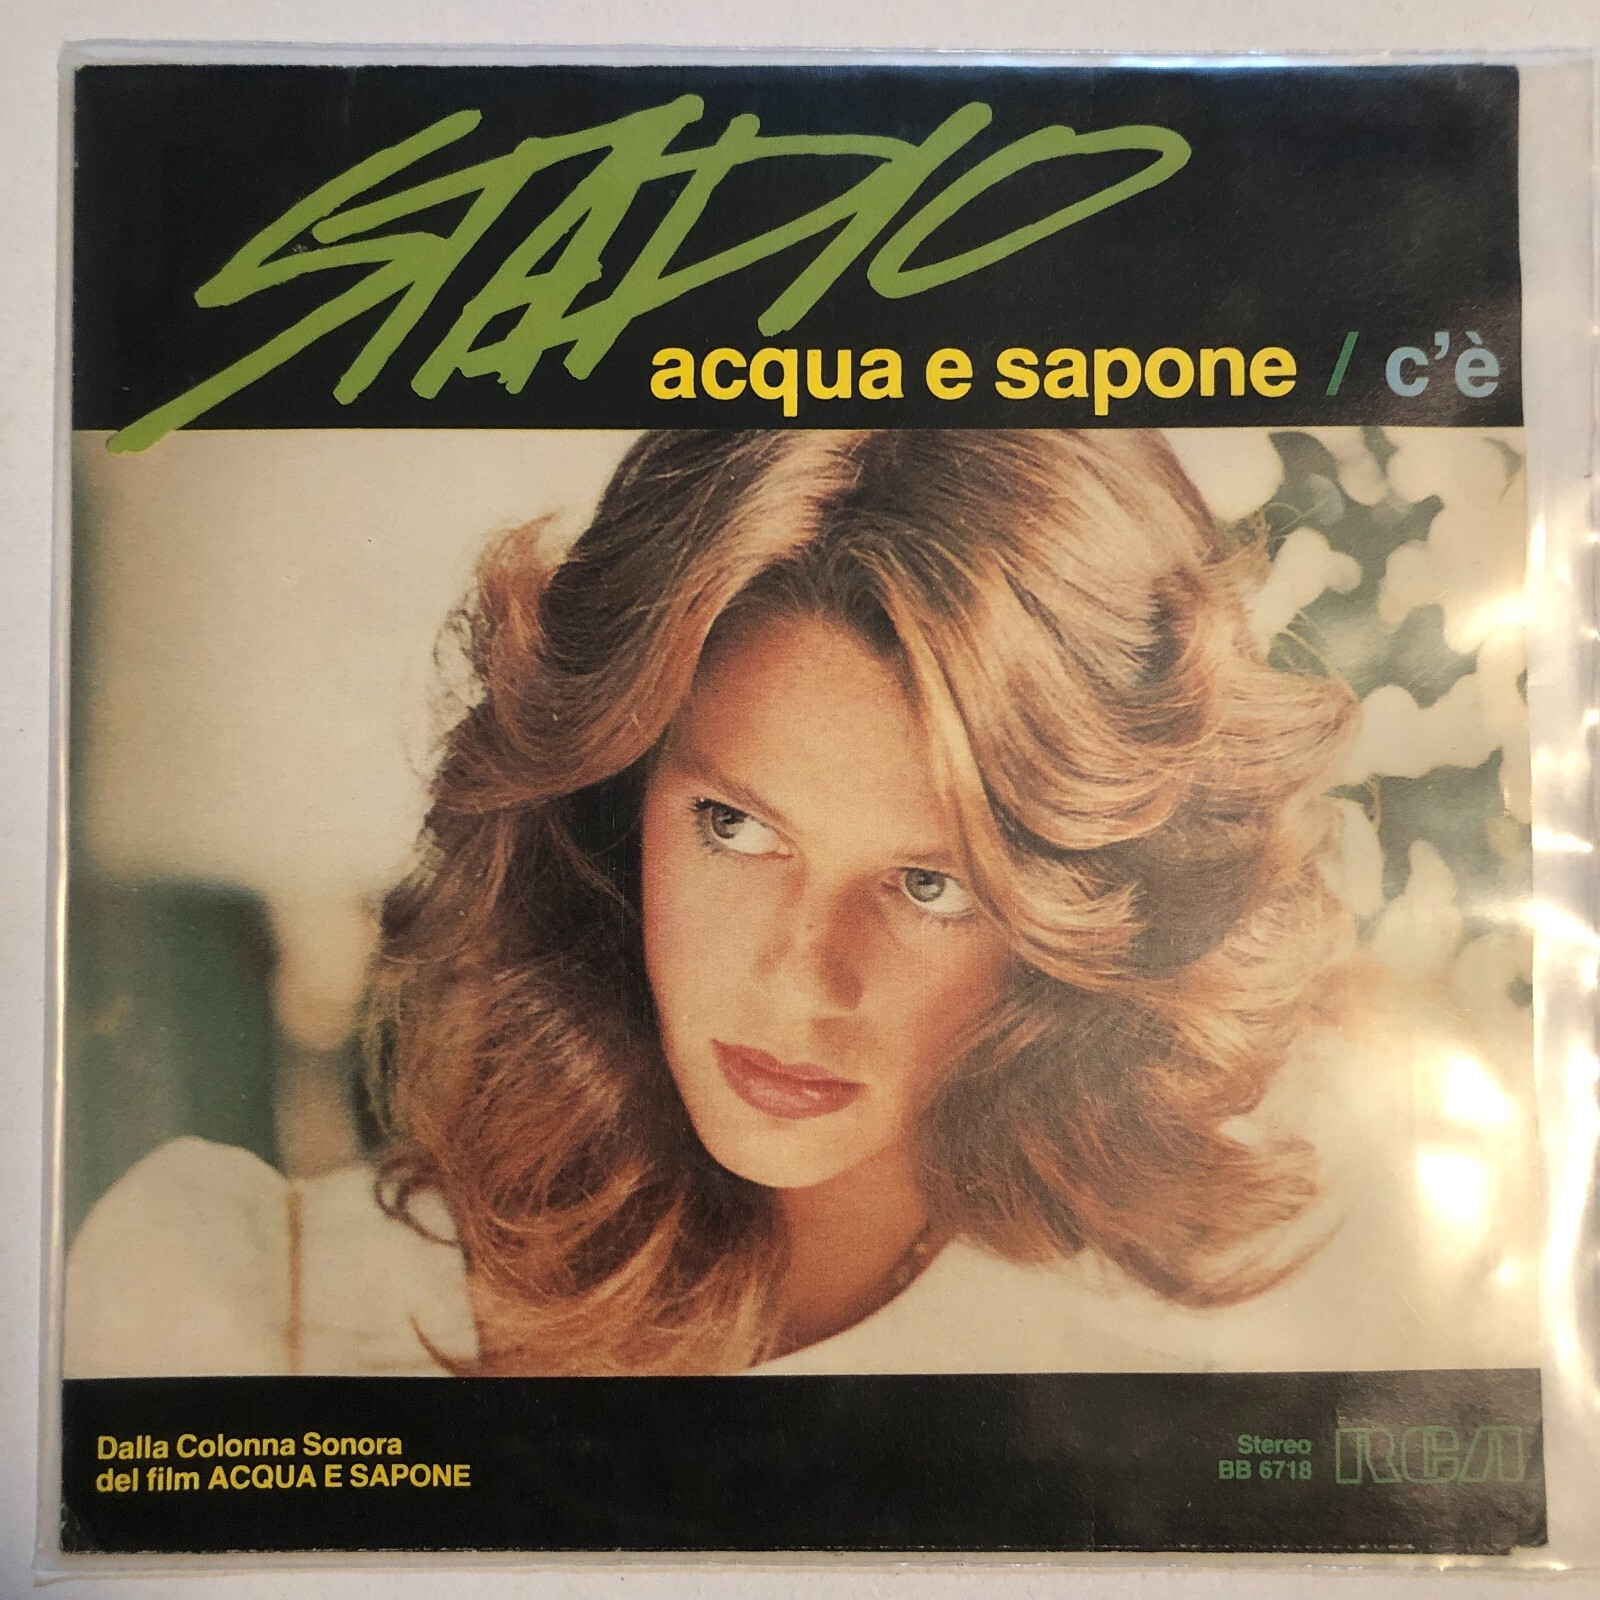 STADIO
acqua e sapone / c'è
Dalla Colonna Sonora
del film ACQUA E SAPONE
Stereo
BB 6718
RCA